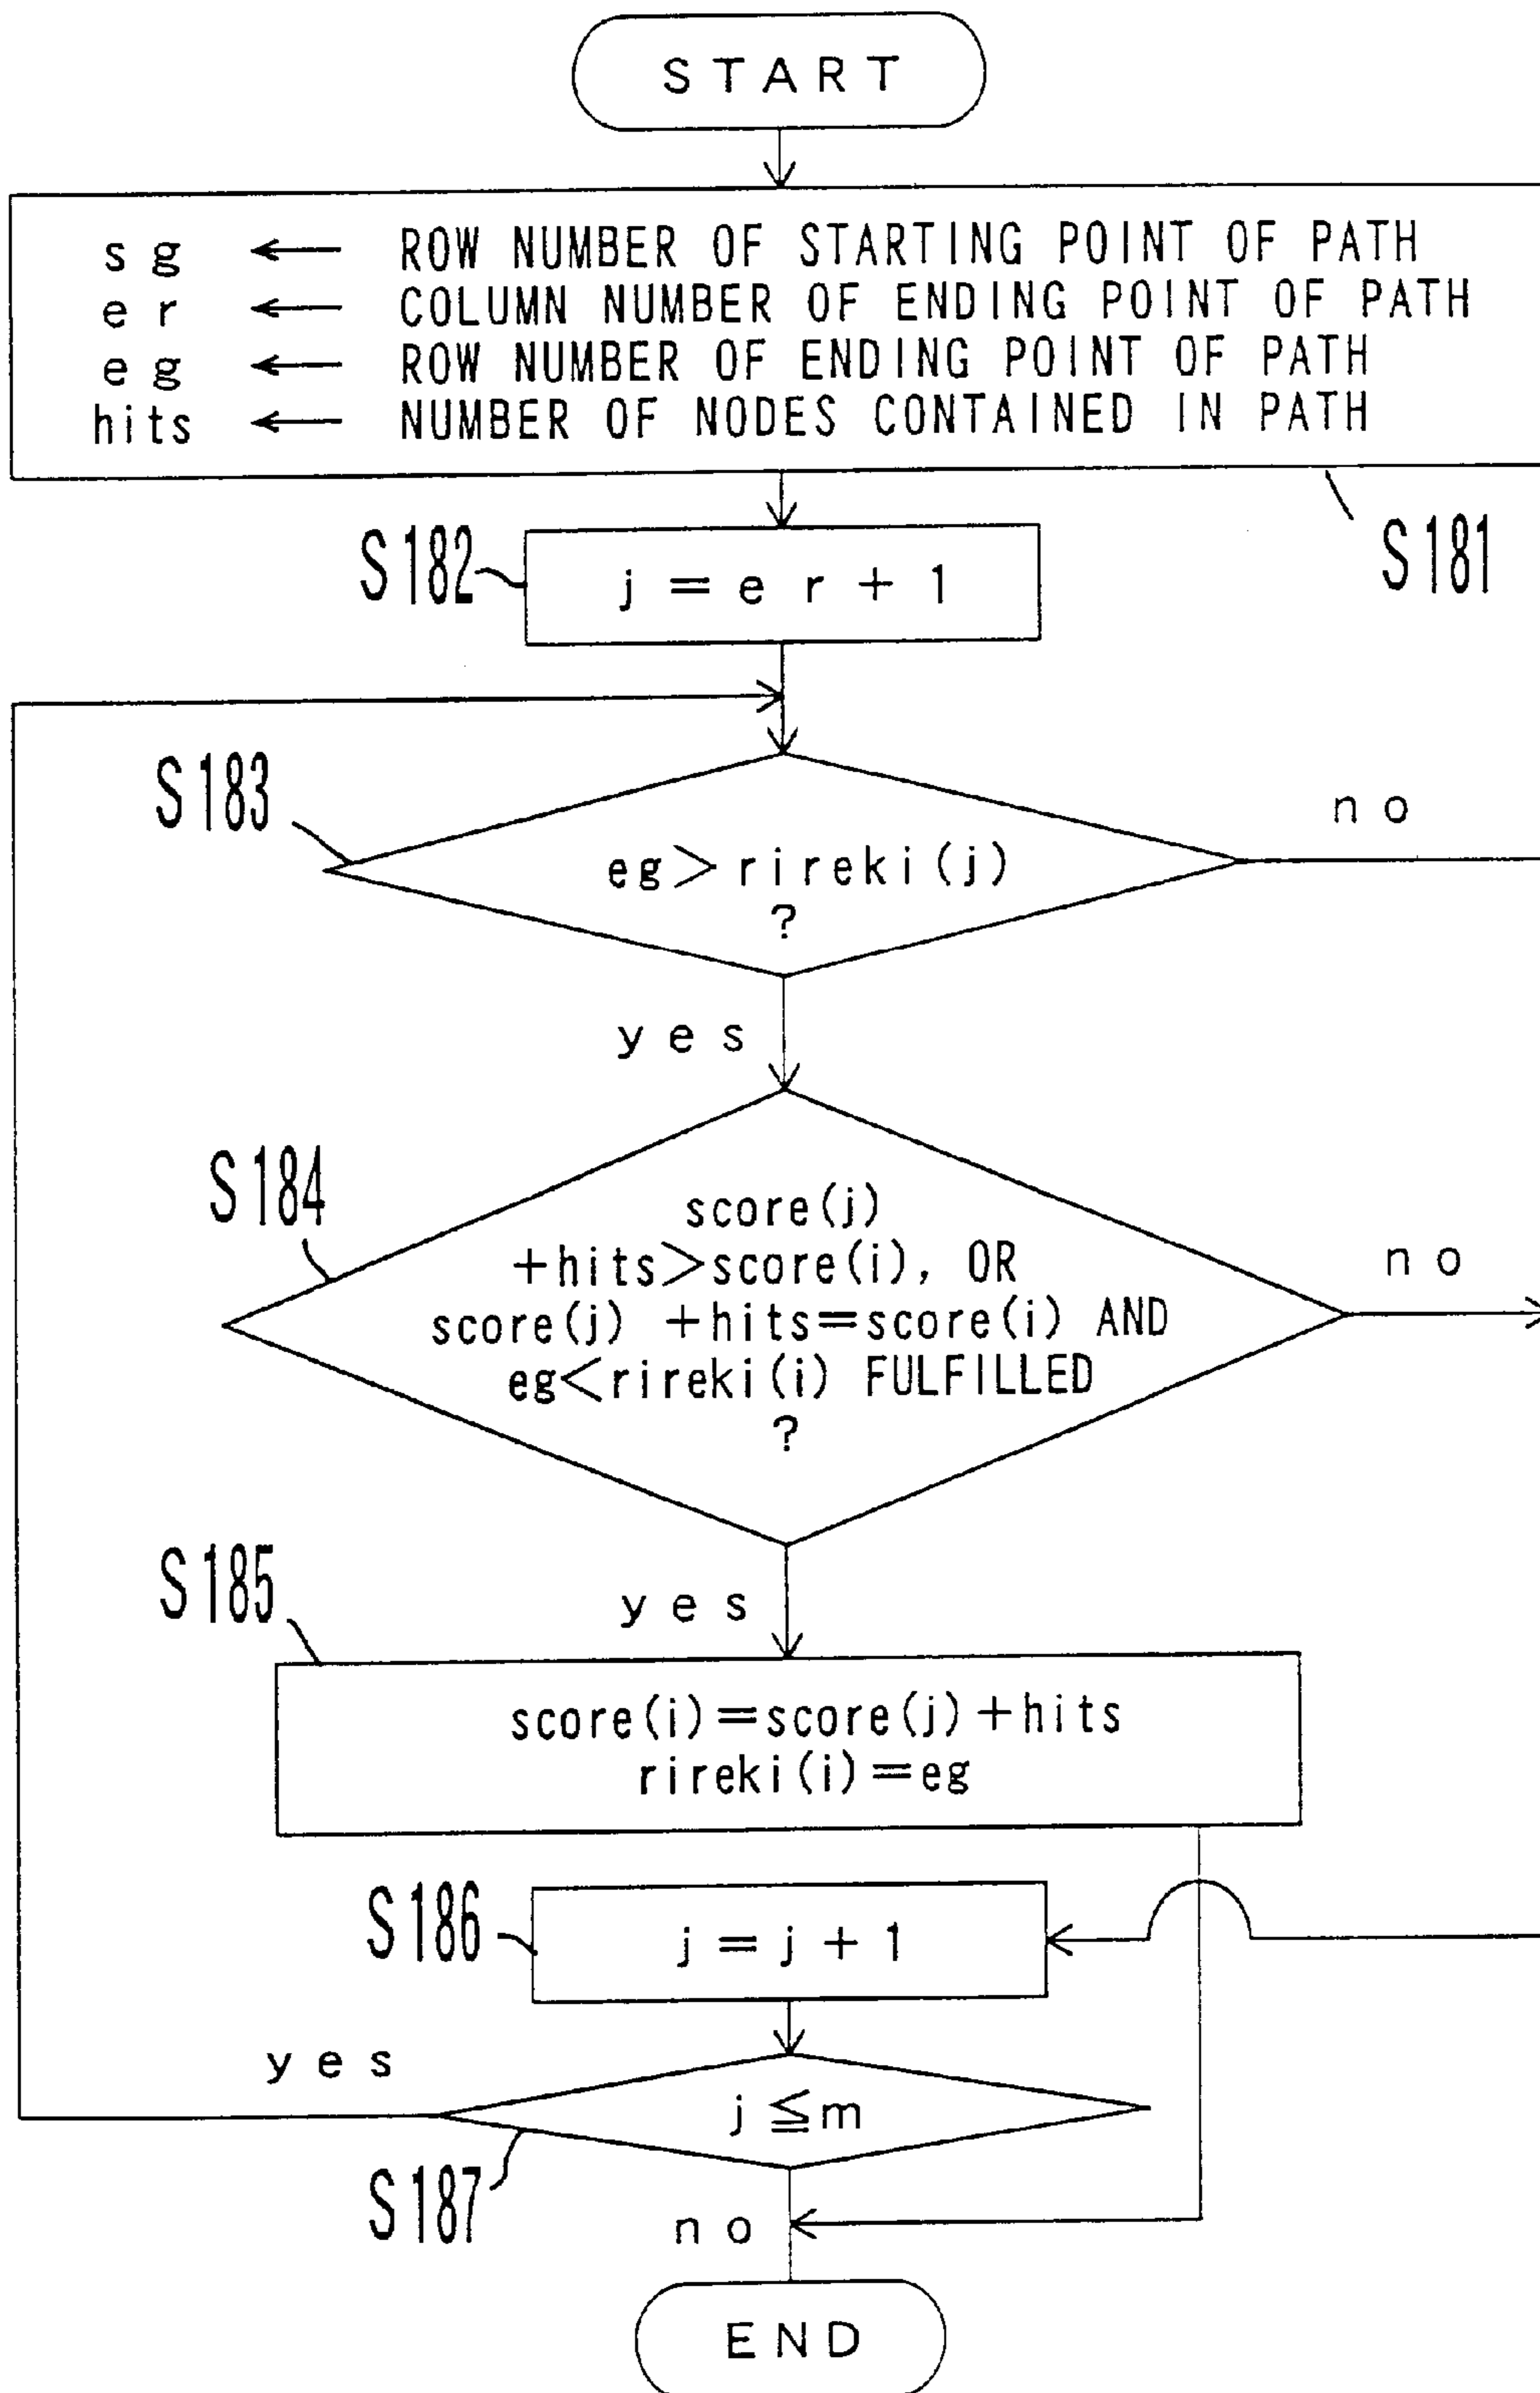 START
sg ← ROW NUMBER OF STARTING POINT OF PATH
er ← COLUMN NUMBER OF ENDING POINT OF PATH
eg ← ROW NUMBER OF ENDING POINT OF PATH
hits ← NUMBER OF NODES CONTAINED IN PATH
S181
S182
j = er + 1
S183
eg>rireki(j)
?
no
yes
S184
score(j)
+hits>score(i), OR
score(j) +hits=score(i) AND
eg<rireki(i) FULFILLED
?
no
yes
S185
score(i)=score(j)+hits
rireki(i)=eg
S186
j = j + 1
yes
j ≦ m
S187
no
END